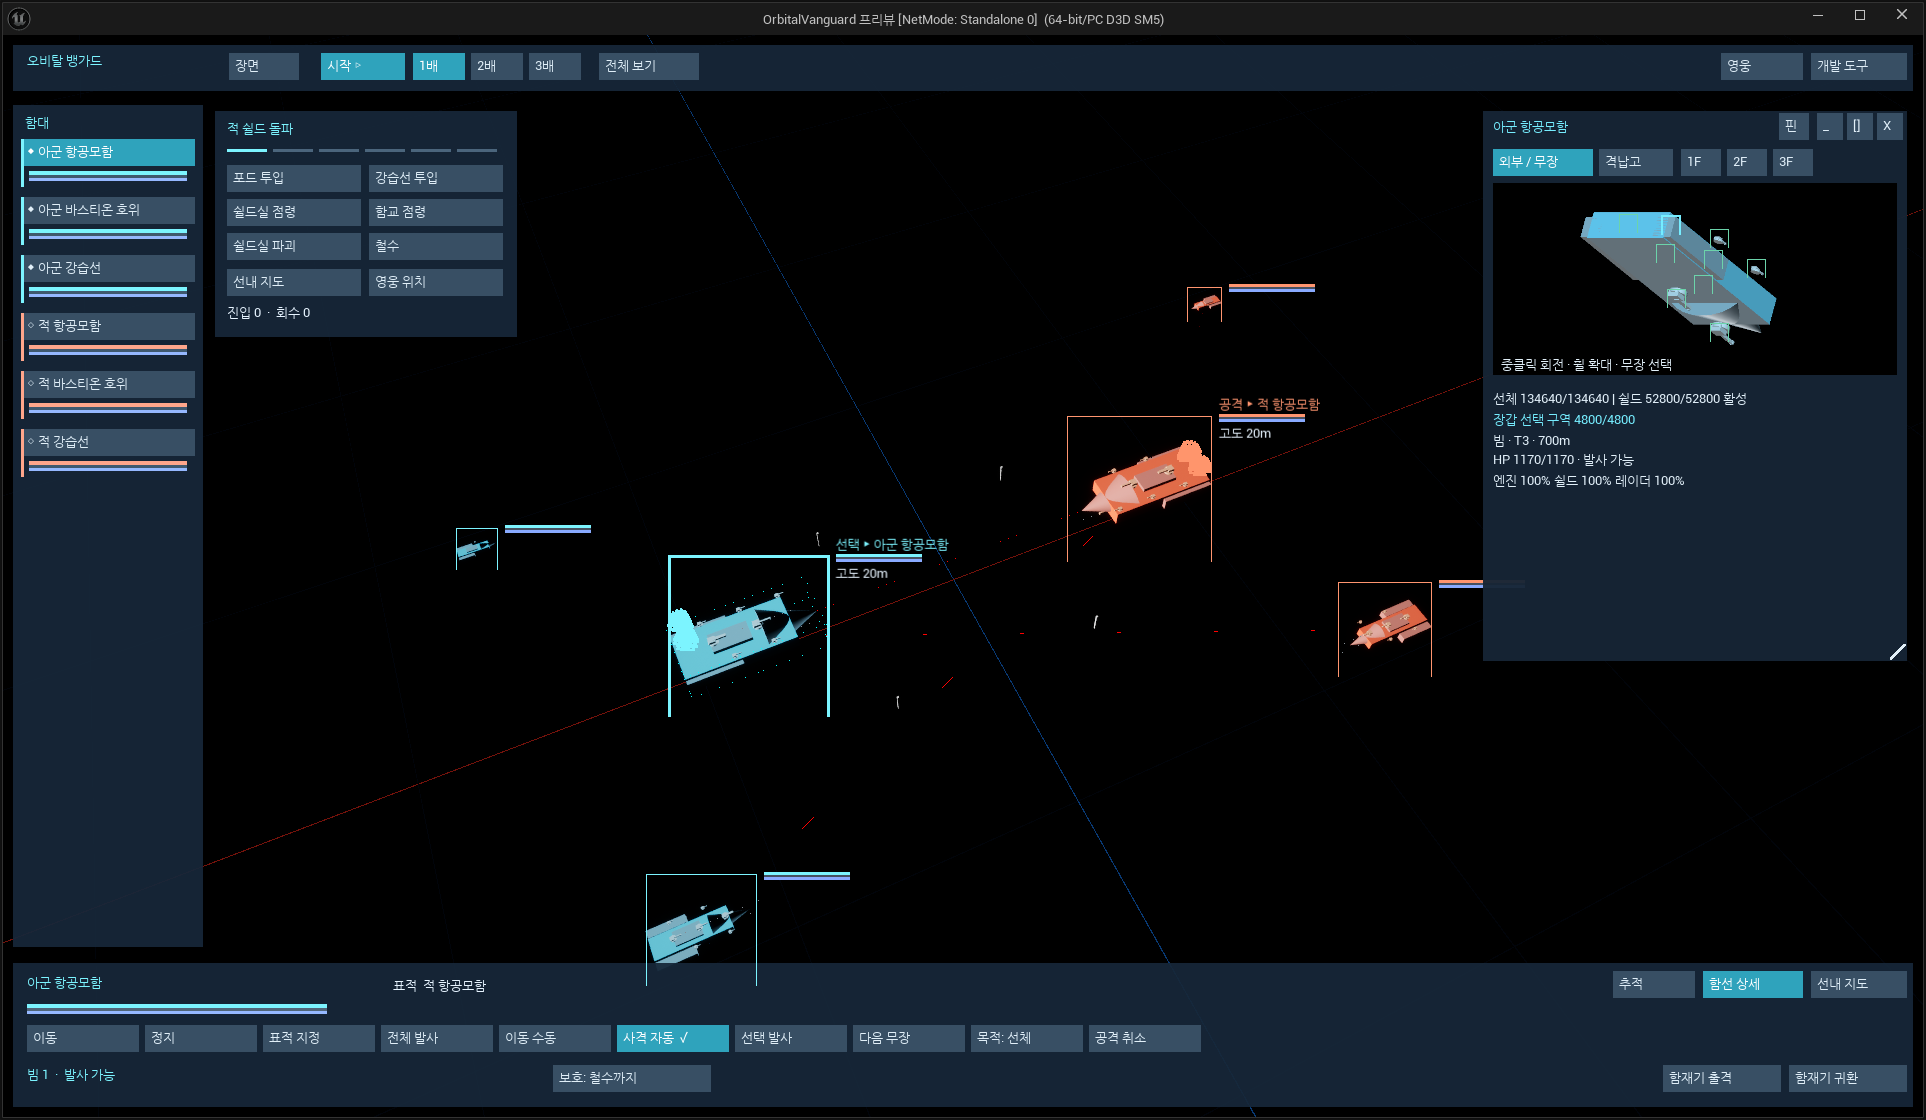 OrbitalVanguard 프리뷰 [NetMode: Standalone 0] (64-bit/PC D3D SM5)
오비탈 뱅가드
장면
시작 ▹
1배
2배
3배
전체 보기
영웅
개발 도구
함대
◆ 아군 항공모함
◆ 아군 바스티온 호위
◆ 아군 강습선
◇ 적 항공모함
◇ 적 바스티온 호위
◇ 적 강습선
적 쉴드 돌파
포드 투입
강습선 투입
쉴드실 점령
함교 점령
쉴드실 파괴
철수
선내 지도
영웅 위치
진입 0 · 회수 0
공격 ▸ 적 항공모함
고도 20m
선택 ▸ 아군 항공모함
고도 20m
아군 항공모함
핀
_
[]
X
외부 / 무장
격납고
1F
2F
3F
중클릭 회전 · 휠 확대 · 무장 선택
선체 134640/134640 | 쉴드 52800/52800 활성
장갑 선택 구역 4800/4800
빔 · T3 · 700m
HP 1170/1170 · 발사 가능
엔진 100% 쉴드 100% 레이더 100%
아군 항공모함
표적 적 항공모함
추적
함선 상세
선내 지도
이동
정지
표적 지정
전체 발사
이동 수동
사격 자동 √
선택 발사
다음 무장
목적: 선체
공격 취소
빔 1 · 발사 가능
보호: 철수까지
함재기 출격
함재기 귀환